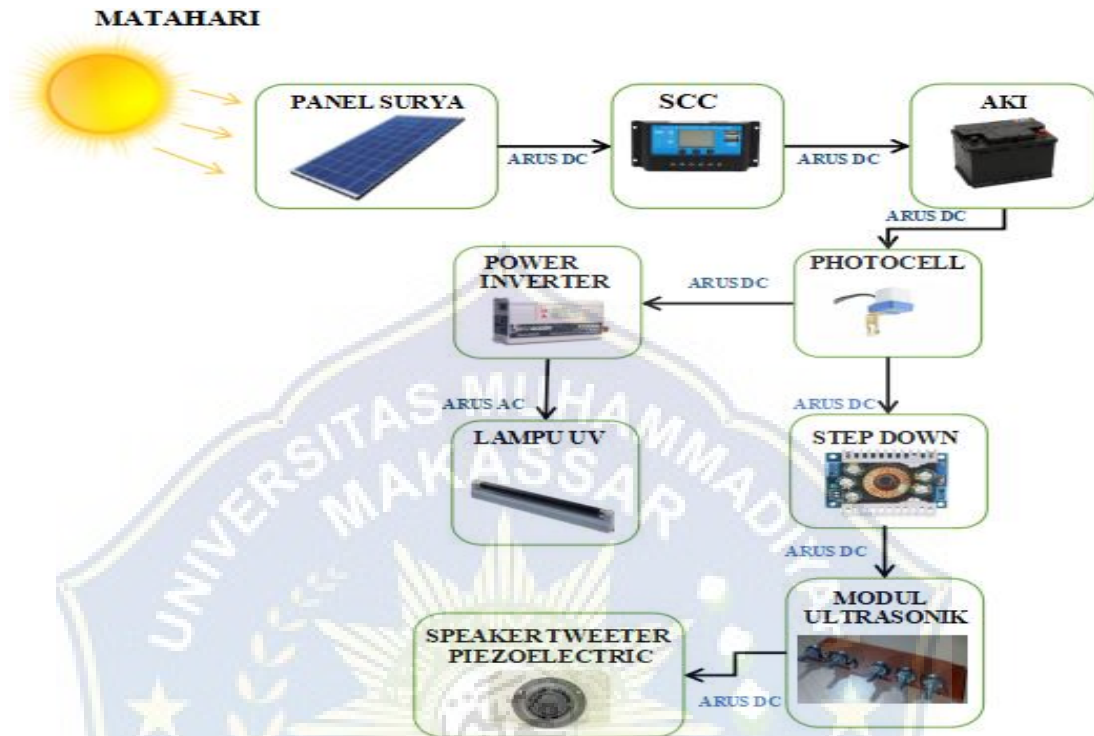 MATAHARI
PANEL SURYA
SCC
AKI
ARUS DC
ARUS DC
ARUS DC
POWER
INVERTER
ARUS DC
PHOTOCELL
ARUS AC
ARUS DC
LAMPU UV
STEP DOWN
ARUS DC
MODUL
ULTRASONIK
SPEAKER TWEETER
PIEZOELECTRIC
ARUS DC
UNIVERSITAS MUHAMMADIYAH
MAKASSAR